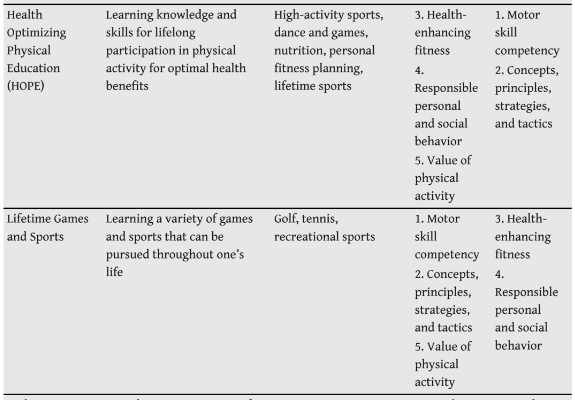 Health
Optimizing
Physical
Education
(HOPE)
Learning knowledge and
skills for lifelong
participation in physical
activity for optimal health
benefits
High-activity sports,
dance and games,
nutrition, personal
fitness planning,
lifetime sports
3. Health-
enhancing
fitness
4.
Responsible
personal
and social
behavior
5. Value of
physical
activity
1. Motor
skill
competency
2. Concepts,
principles,
strategies,
and tactics
Lifetime Games
and Sports
Learning a variety of games
and sports that can be
pursued throughout one’s
life
Golf, tennis,
recreational sports
1. Motor
skill
competency
2. Concepts,
principles,
strategies,
and tactics
5. Value of
physical
activity
3. Health-
enhancing
fitness
4.
Responsible
personal
and social
behavior